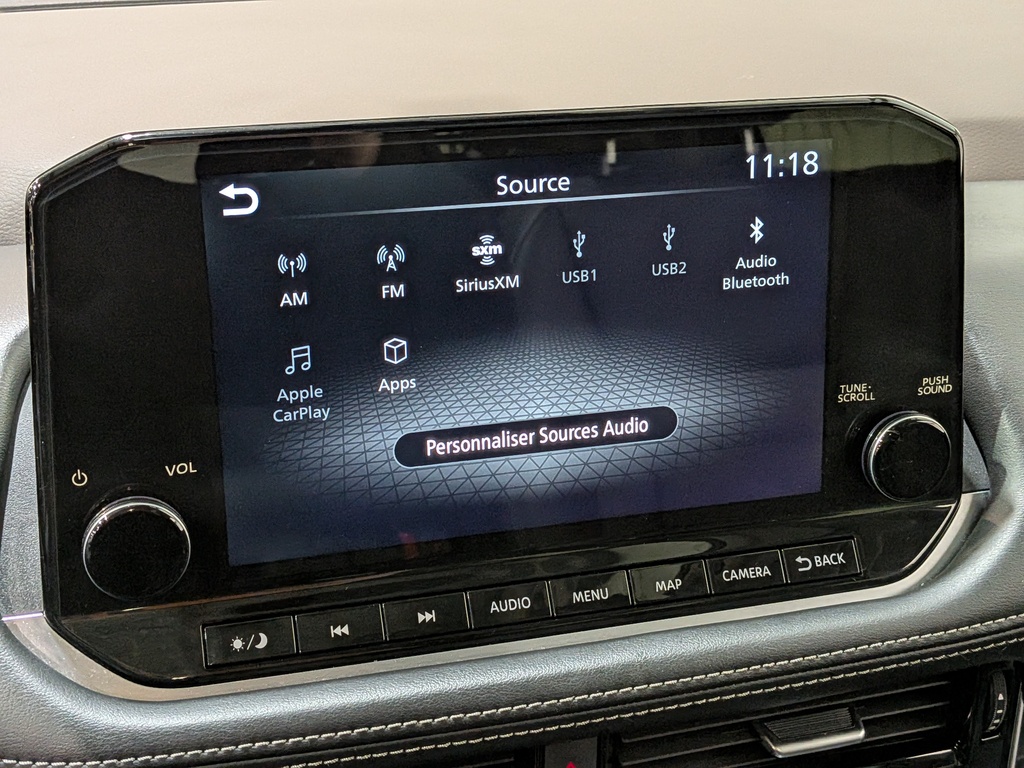 Source
11:18
AM
FM
sxm
SiriusXM
USB1
USB2
Audio
Bluetooth
Apple
CarPlay
Apps
Personnaliser Sources Audio
VOL
TUNE·
SCROLL
PUSH
SOUND
AUDIO
MENU
MAP
CAMERA
BACK